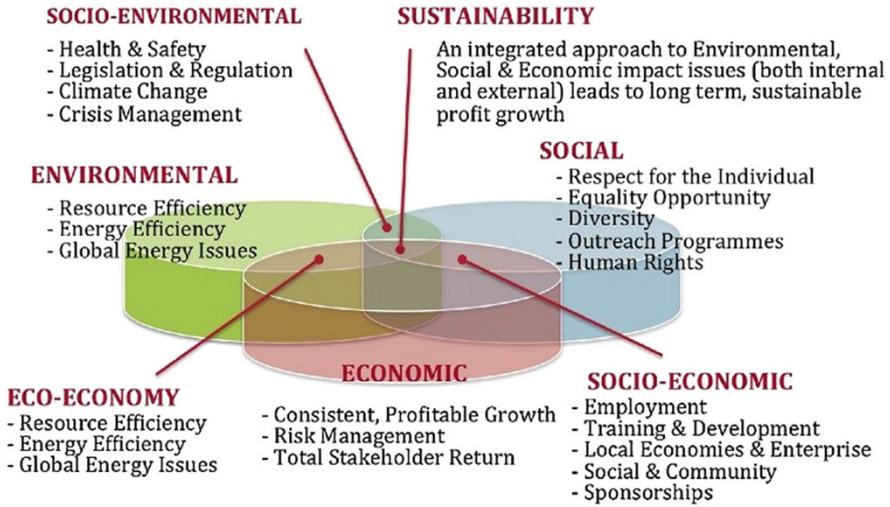 SOCIO-ENVIRONMENTAL
- Health & Safety
- Legislation & Regulation
- Climate Change
- Crisis Management
SUSTAINABILITY
An integrated approach to Environmental,
Social & Economic impact issues (both internal
and external) leads to long term, sustainable
profit growth
ENVIRONMENTAL
- Resource Efficiency
- Energy Efficiency
- Global Energy Issues
SOCIAL
- Respect for the Individual
- Equality Opportunity
- Diversity
- Outreach Programmes
- Human Rights
ECO-ECONOMY
- Resource Efficiency
- Energy Efficiency
- Global Energy Issues
ECONOMIC
- Consistent, Profitable Growth
- Risk Management
- Total Stakeholder Return
SOCIO-ECONOMIC
- Employment
- Training & Development
- Local Economies & Enterprise
- Social & Community
- Sponsorships